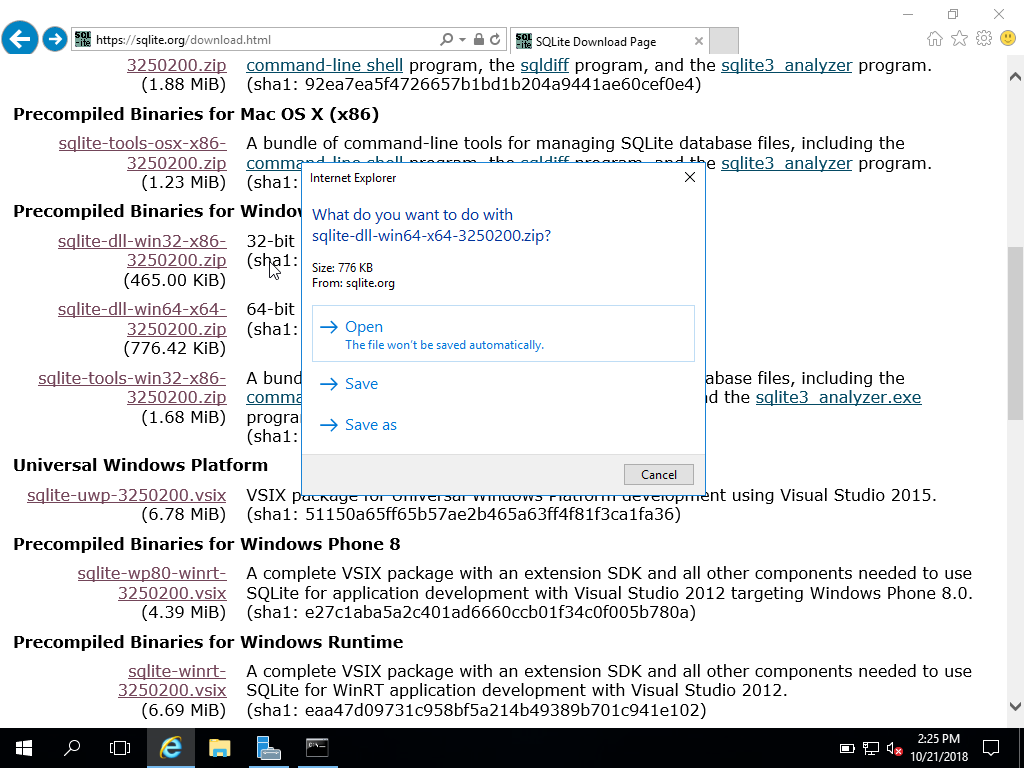 https://sqlite.org/download.html
SQLite Download Page
3250200.zip command-line shell program, the sqldiff program, and the sqlite3_analyzer program.
(1.88 MiB) (sha1: 92ea7ea5f4726657b1bd1b204a9441ae60cef0e4)
Precompiled Binaries for Mac OS X (x86)
sqlite-tools-osx-x86- A bundle of command-line tools for managing SQLite database files, including the
3250200.zip command-line shell program, the sqldiff program, and the sqlite3_analyzer program.
(1.23 MiB) (sha1:
Internet Explorer
What do you want to do with
sqlite-dll-win64-x64-3250200.zip?
Size: 776 KB
From: sqlite.org
Open
The file won't be saved automatically.
Save
Save as
Cancel
Precompiled Binaries for Windov
sqlite-dll-win32-x86- 32-bit
3250200.zip (sha1:
(465.00 KiB)
sqlite-dll-win64-x64- 64-bit
3250200.zip (sha1:
(776.42 KiB)
sqlite-tools-win32-x86- A bund abase files, including the
3250200.zip comma d the sqlite3_analyzer.exe
(1.68 MiB) progra
(sha1:
Universal Windows Platform
sqlite-uwp-3250200.vsix VSIX package for Universal Windows Platform development using Visual Studio 2015.
(6.78 MiB) (sha1: 51150a65ff65b57ae2b465a63ff4f81f3ca1fa36)
Precompiled Binaries for Windows Phone 8
sqlite-wp80-winrt- A complete VSIX package with an extension SDK and all other components needed to use
3250200.vsix SQLite for application development with Visual Studio 2012 targeting Windows Phone 8.0.
(4.39 MiB) (sha1: e27c1aba5a2c401ad6660ccb01f34c0f005b780a)
Precompiled Binaries for Windows Runtime
sqlite-winrt- A complete VSIX package with an extension SDK and all other components needed to use
3250200.vsix SQLite for WinRT application development with Visual Studio 2012.
(6.69 MiB) (sha1: eaa47d09731c958bf5a214b49389b701c941e102)
2:25 PM
10/21/2018